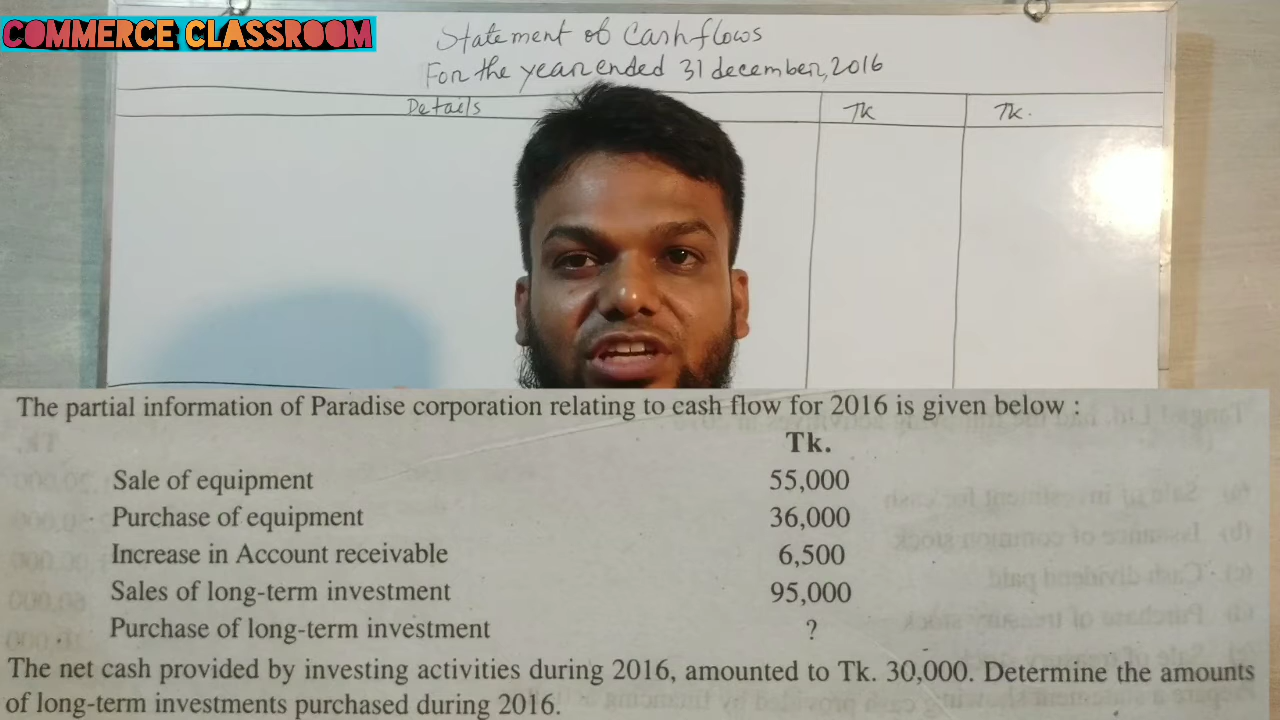 COMMERCE CLASSROOM
Statement of Cash flows
For the year ended 31 december, 2016
Details Tk Tk.
The partial information of Paradise corporation relating to cash flow for 2016 is given below :
Tk.
Sale of equipment 55,000
Purchase of equipment 36,000
Increase in Account receivable 6,500
Sales of long-term investment 95,000
Purchase of long-term investment ?
The net cash provided by investing activities during 2016, amounted to Tk. 30,000. Determine the amounts
of long-term investments purchased during 2016.